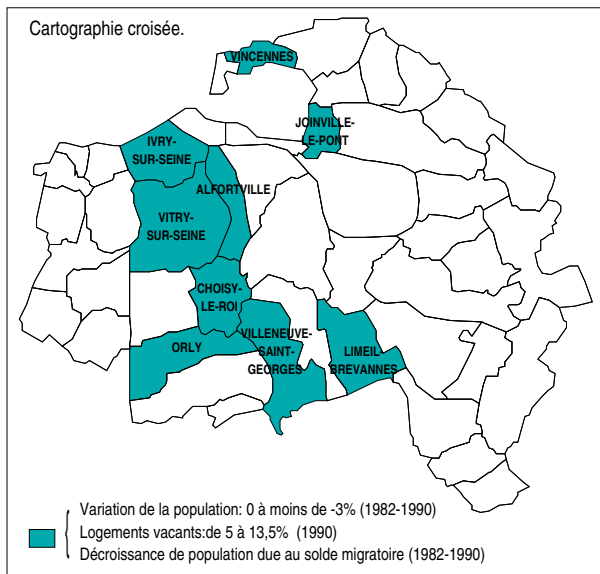 Cartographie croisée.
VINCENNES
JOINVILLE-
LE-PONT
IVRY-
SUR-SEINE
ALFORTVILLE
VITRY-
SUR-SEINE
CHOISY-
LE-ROI
VILLENEUVE-
SAINT-
GEORGES
ORLY
LIMEIL-
BREVANNES
Variation de la population: 0 à moins de -3% (1982-1990)
Logements vacants:de 5 à 13,5% (1990)
Décroissance de population due au solde migratoire (1982-1990)